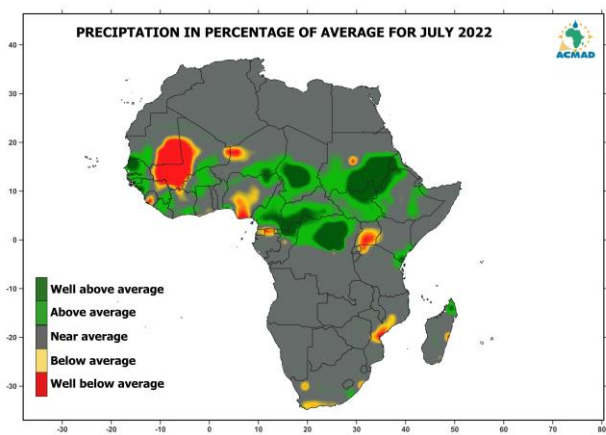 PRECIPTATION IN PERCENTAGE OF AVERAGE FOR JULY 2022
ACMAD
40
30
20
10
0
-10
-20
-30
Well above average
Above average
Near average
Below average
Well below average
-30 -20 -10 0 10 20 30 40 50 60 70 80